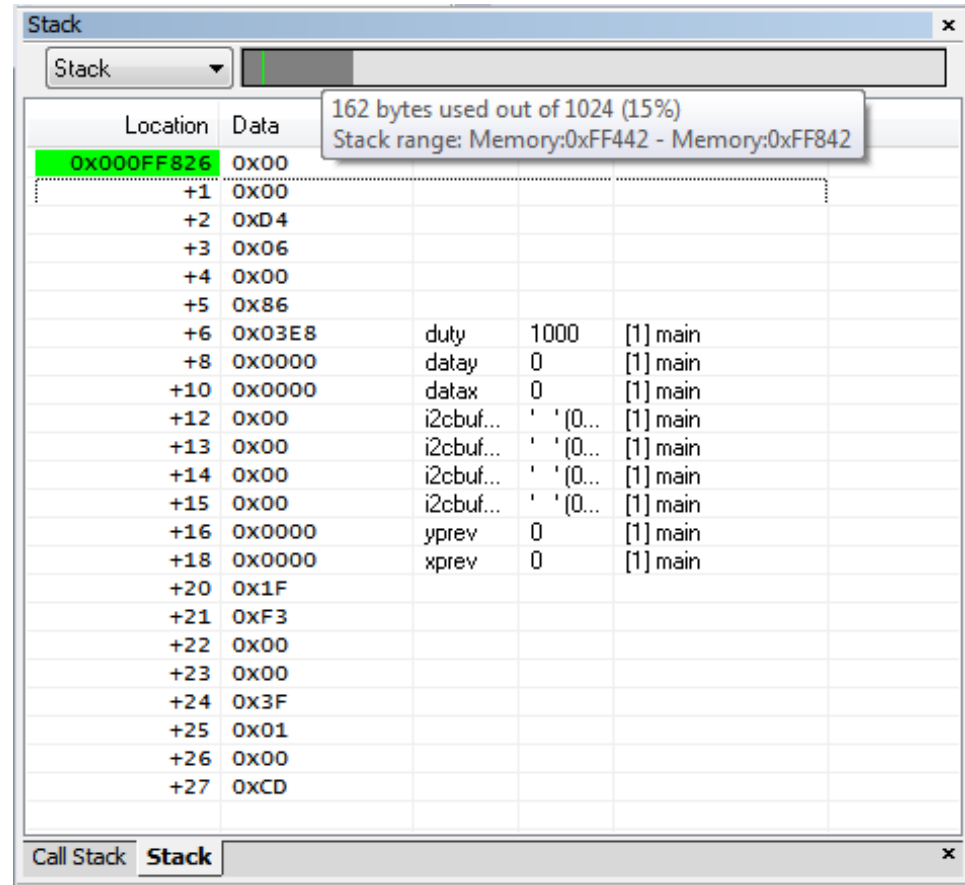 Stack
Stack
162 bytes used out of 1024 (15%)
Stack range: Memory:0xFF442 - Memory:0xFF842
Location Data
0x000FF826 0x00
+1 0x00
+2 0xD4
+3 0x06
+4 0x00
+5 0x86
+6 0x03E8 duty 1000 [1] main
+8 0x0000 datay 0 [1] main
+10 0x0000 datax 0 [1] main
+12 0x00 i2cbuf... ' ' (0... [1] main
+13 0x00 i2cbuf... ' ' (0... [1] main
+14 0x00 i2cbuf... ' ' (0... [1] main
+15 0x00 i2cbuf... ' ' (0... [1] main
+16 0x0000 yprev 0 [1] main
+18 0x0000 xprev 0 [1] main
+20 0x1F
+21 0xF3
+22 0x00
+23 0x00
+24 0x3F
+25 0x01
+26 0x00
+27 0xCD
Call Stack Stack